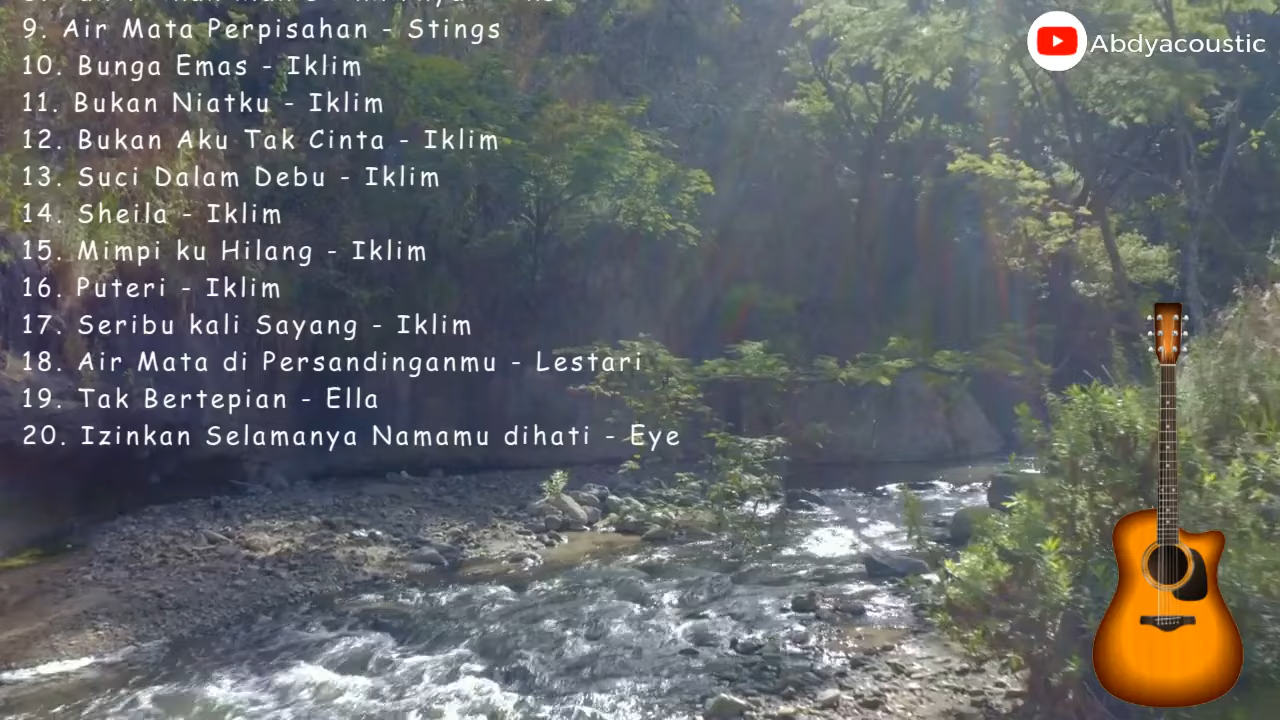 9. Air Mata Perpisahan - Stings
10. Bunga Emas - Iklim
11. Bukan Niatku - Iklim
12. Bukan Aku Tak Cinta - Iklim
13. Suci Dalam Debu - Iklim
14. Sheila - Iklim
15. Mimpi ku Hilang - Iklim
16. Puteri - Iklim
17. Seribu kali Sayang - Iklim
18. Air Mata di Persandinganmu - Lestari
19. Tak Bertepian - Ella
20. Izinkan Selamanya Namamu dihati - Eye
Abdyacoustic